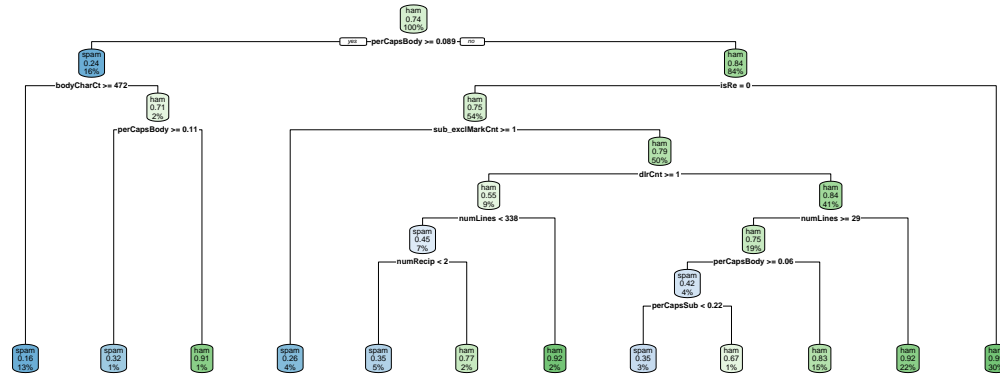 ham
0.74
100%
yes perCapsBody >= 0.089 no
spam
0.24
16%
ham
0.84
84%
bodyCharCt >= 472
isRe = 0
ham
0.71
2%
ham
0.75
54%
perCapsBody >= 0.11
sub_exclMarkCnt >= 1
ham
0.79
50%
dlrCnt >= 1
ham
0.55
9%
ham
0.84
41%
numLines < 338
numLines >= 29
spam
0.45
7%
ham
0.75
19%
numRecip < 2
perCapsBody >= 0.06
spam
0.42
4%
perCapsSub < 0.22
spam
0.16
13%
spam
0.32
1%
ham
0.91
1%
spam
0.26
4%
spam
0.35
5%
ham
0.77
2%
ham
0.92
2%
spam
0.35
3%
ham
0.67
1%
ham
0.83
15%
ham
0.92
22%
ham
30%